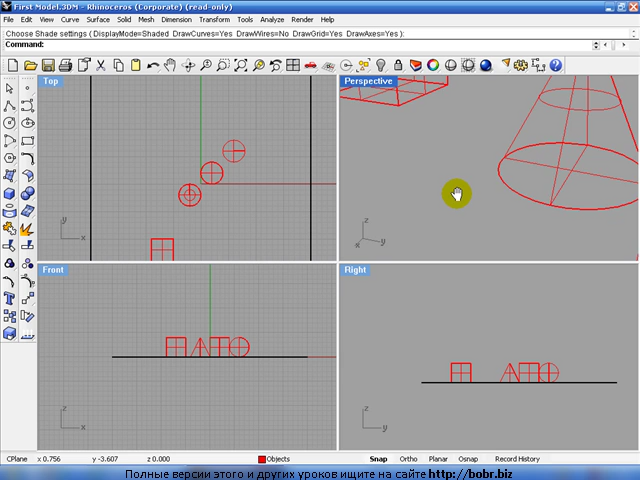 First Model.3DM - Rhinoceros (Corporate) (read-only)
File Edit View Curve Surface Solid Mesh Dimension Transform Tools Analyze Render Help
Choose Shade settings ( DisplayMode=Shaded DrawCurves=Yes DrawWires=No DrawGrid=Yes DrawAxes=Yes ):
Command:
Top
Perspective
y
x
z
x
y
Front
Right
z
x
z
y
CPlane x 0.756 y -3.607 z 0.000 Objects Snap Ortho Planar Osnap Record History
Полные версии этого и других уроков ищите на сайте http://bobr.biz